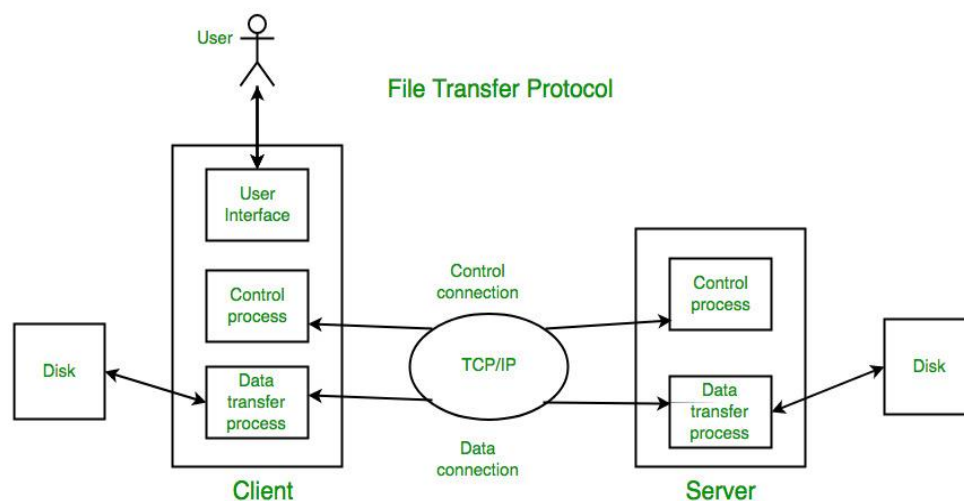 User
File Transfer Protocol
User
Interface
Control
process
Data
transfer
process
Disk
Client
Control
connection
TCP/IP
Data
connection
Control
process
Data
transfer
process
Disk
Server